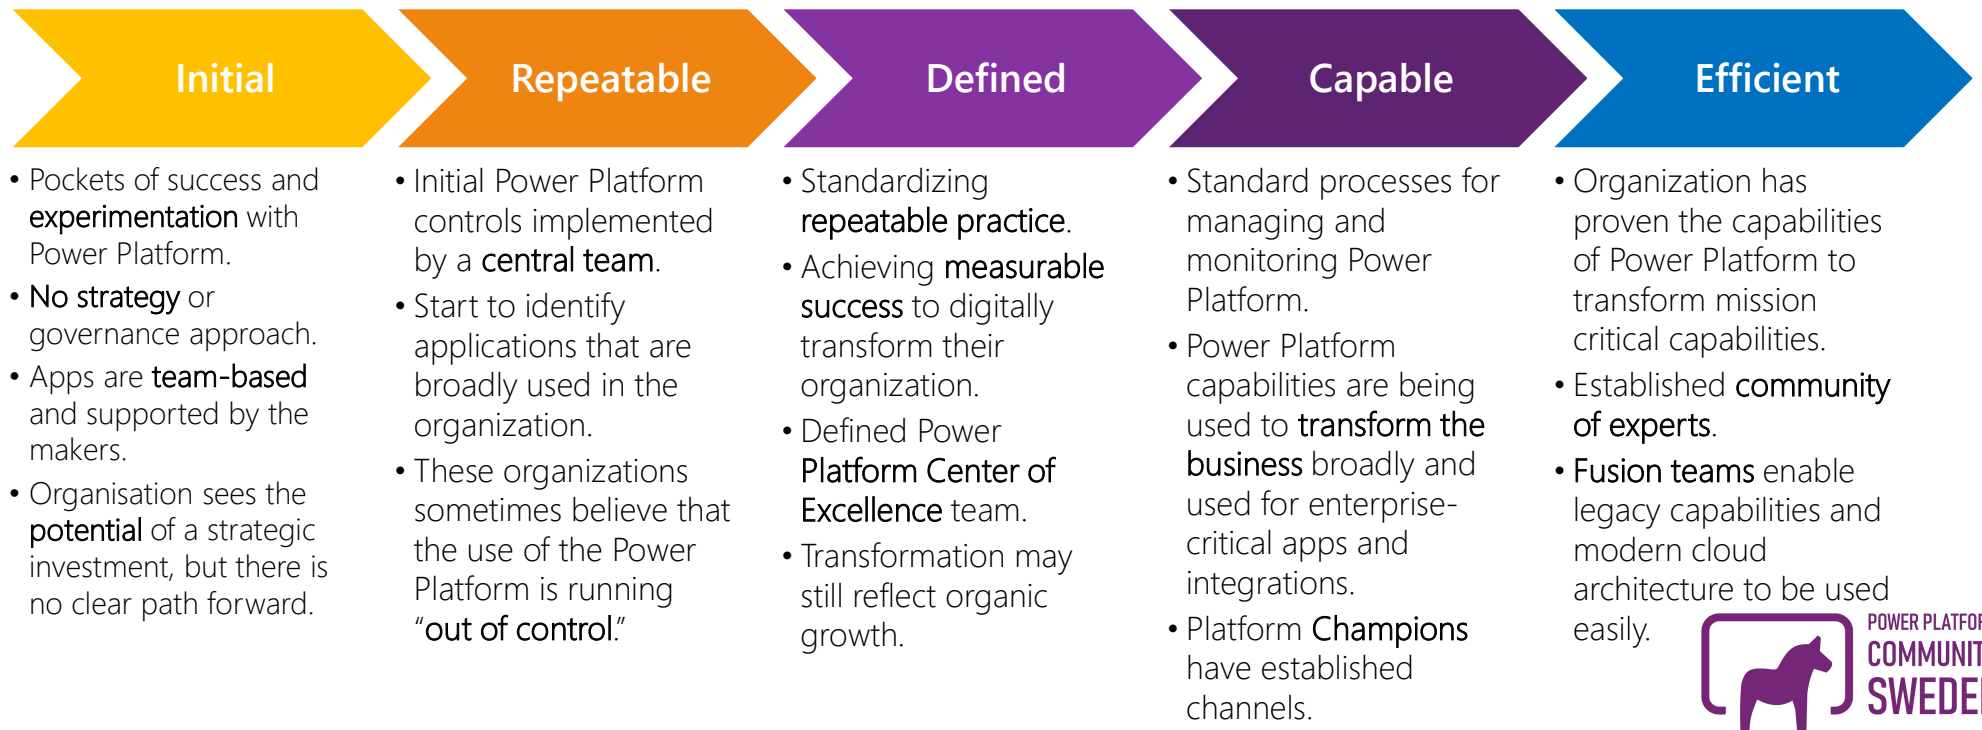 Initial
• Pockets of success and
experimentation with
Power Platform.
• No strategy or
governance approach.
• Apps are team-based
and supported by the
makers.
• Organisation sees the
potential of a strategic
investment, but there is
no clear path forward.
Repeatable
• Initial Power Platform
controls implemented
by a central team.
• Start to identify
applications that are
broadly used in the
organization.
• These organizations
sometimes believe that
the use of the Power
Platform is running
“out of control.”
Defined
• Standardizing
repeatable practice.
• Achieving measurable
success to digitally
transform their
organization.
• Defined Power
Platform Center of
Excellence team.
• Transformation may
still reflect organic
growth.
Capable
• Standard processes for
managing and
monitoring Power
Platform.
• Power Platform
capabilities are being
used to transform the
business broadly and
used for enterprise-
critical apps and
integrations.
• Platform Champions
have established
channels.
Efficient
• Organization has
proven the capabilities
of Power Platform to
transform mission
critical capabilities.
• Established community
of experts.
• Fusion teams enable
legacy capabilities and
modern cloud
architecture to be used
easily.
POWER PLATFOR
COMMUNIT
SWEDE